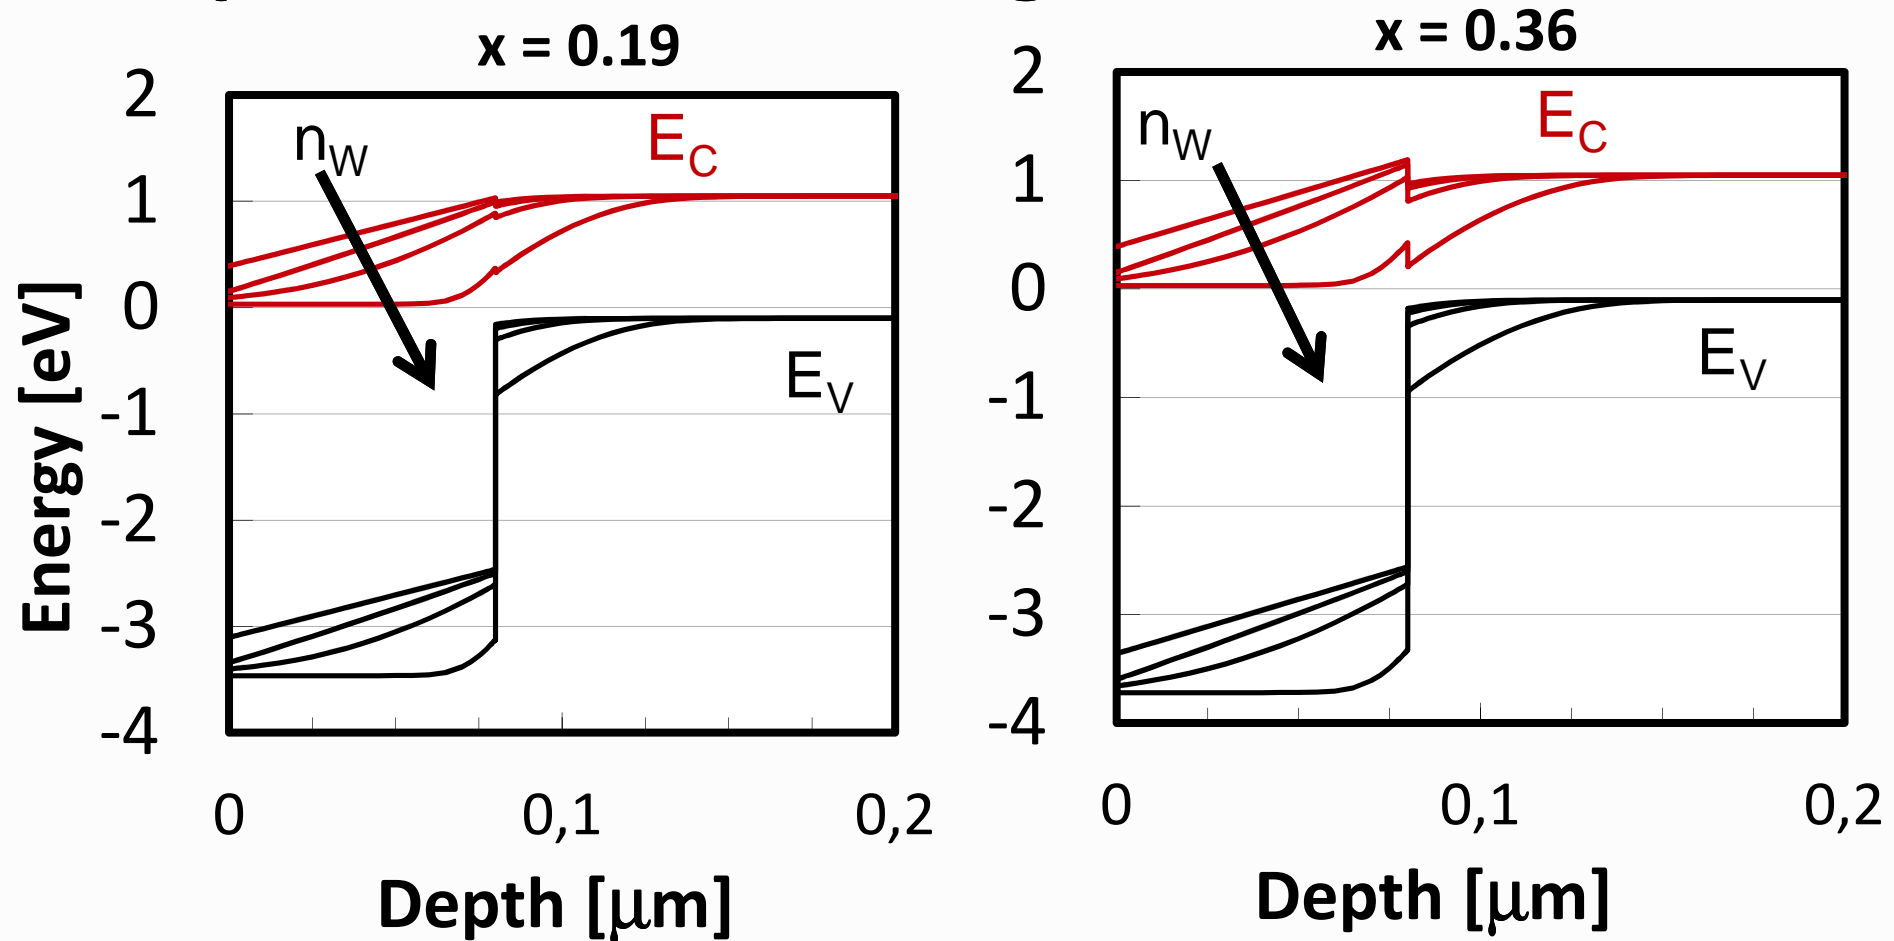 x = 0.19
2
1
0
-1
-2
-3
-4
n_W
E_C
E_V
0
0,1
0,2
Energy [eV]
Depth [μm]
x = 0.36
2
1
0
-1
-2
-3
-4
n_W
E_C
E_V
0
0,1
0,2
Depth [μm]